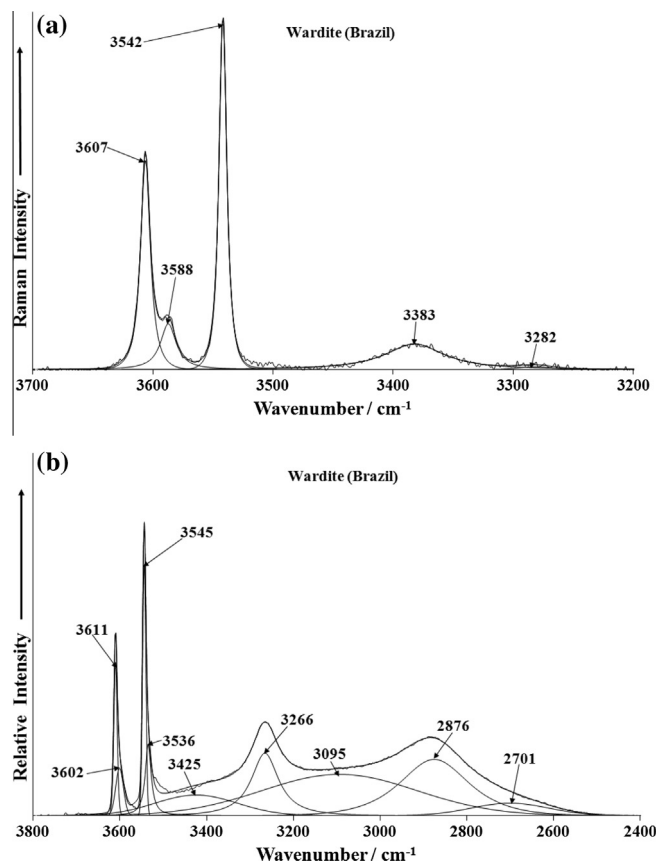 (a)
Wardite (Brazil)
3542
3607
3588
3383
3282
Raman Intensity
3700 3600 3500 3400 3300 3200
Wavenumber / cm-1
(b)
Wardite (Brazil)
3545
3611
3536
3602
3425
3266
3095
2876
2701
Relative Intensity
3800 3600 3400 3200 3000 2800 2600 2400
Wavenumber / cm-1